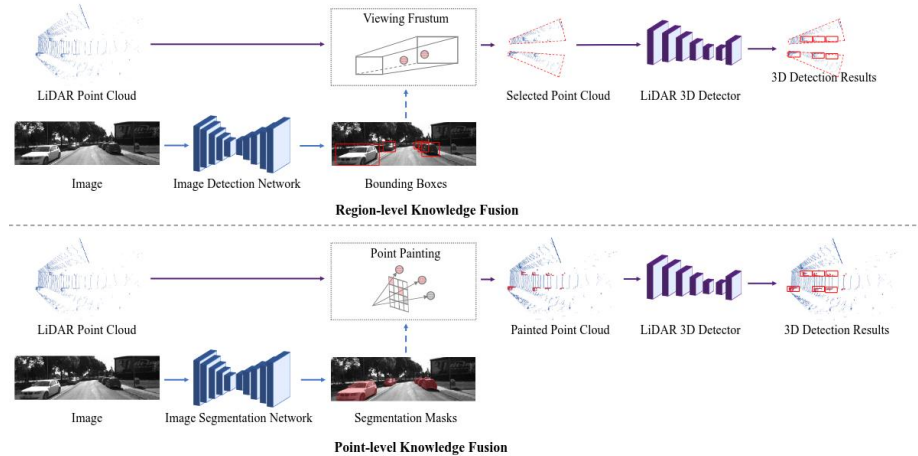 Viewing Frustum
LiDAR Point Cloud
Selected Point Cloud
LiDAR 3D Detector
3D Detection Results
Image
Image Detection Network
Bounding Boxes
Region-level Knowledge Fusion
Point Painting
LiDAR Point Cloud
Painted Point Cloud
LiDAR 3D Detector
3D Detection Results
Image
Image Segmentation Network
Segmentation Masks
Point-level Knowledge Fusion